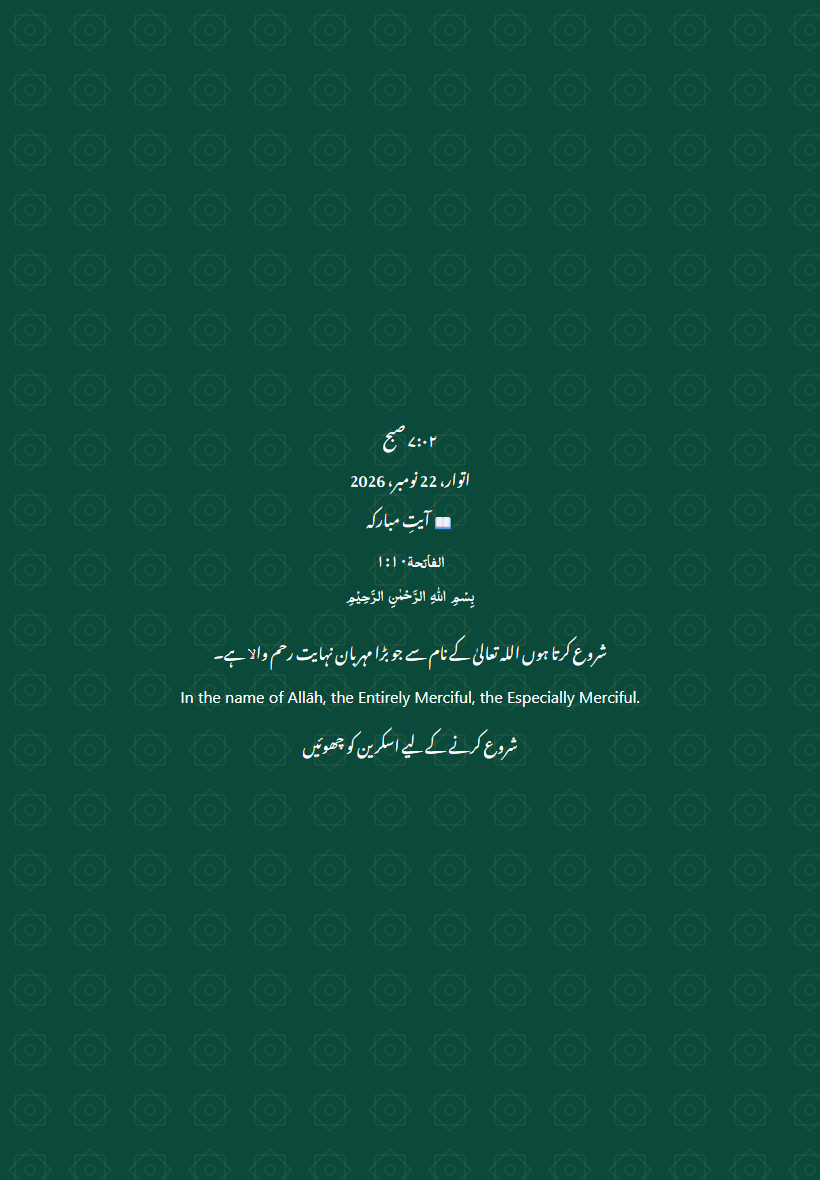 ۷:۰۲ صبح
اتوار، 22 نومبر، 2026
📖 آیتِ مبارکہ
الفاتحة ۱:۱۰
بِسْمِ اللّٰهِ الرَّحْمٰنِ الرَّحِيْمِ
شروع کرتا ہوں اللہ تعالیٰ کے نام سے جو بڑا مہربان نہایت رحم والا ہے۔
In the name of Allāh, the Entirely Merciful, the Especially Merciful.
شروع کرنے کے لیے اسکرین کو چھوئیں